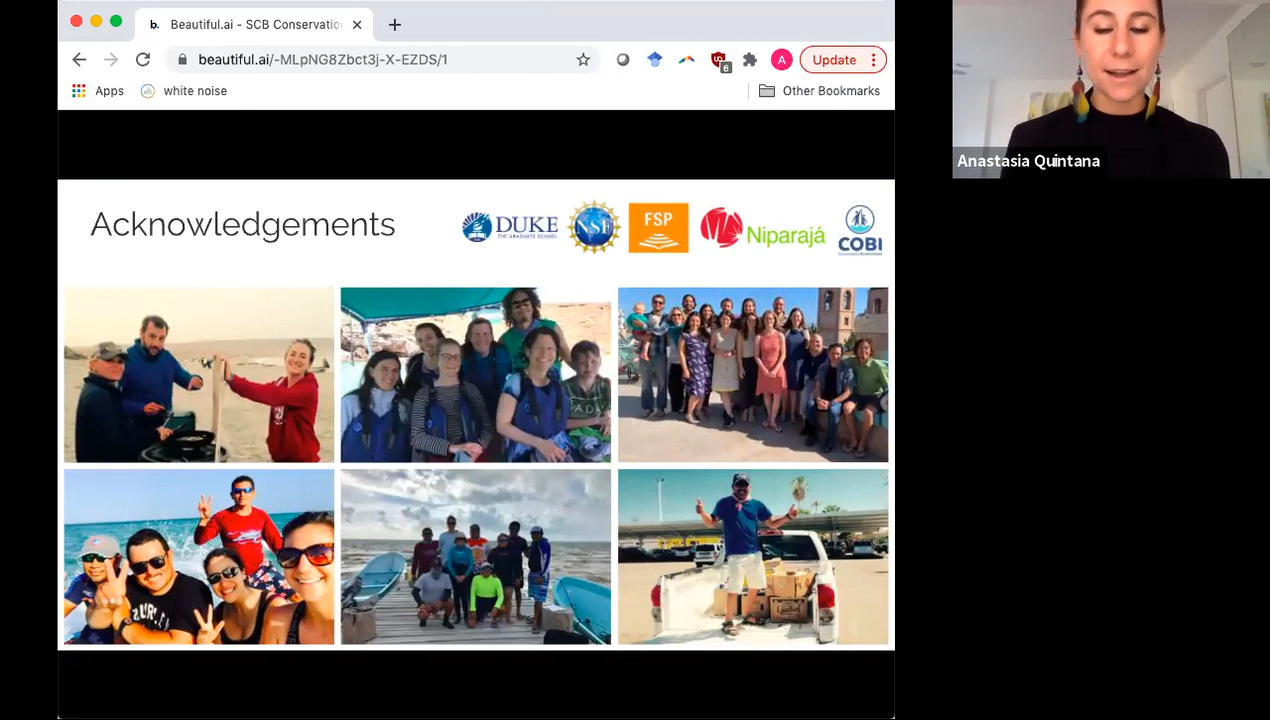 b. Beautiful.ai - SCB Conservatio
beautiful.ai/-MLpNG8Zbct3j-X-EZDS/1
6
A
Update
Apps
white noise
Other Bookmarks
Anastasia Quintana
Acknowledgements
DUKE
THE GRADUATE SCHOOL
NSF
FSP
Niparajá
COBI